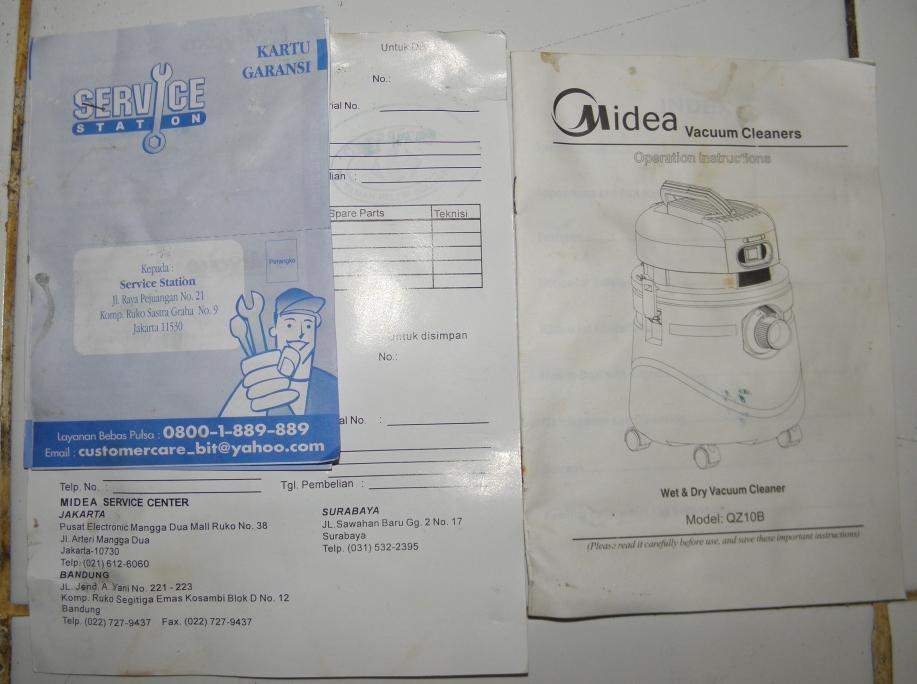 KARTU
GARANSI
SERVICE
STATION
Perangko
Kepada :
Service Station
Jl. Raya Pejuangan No. 21
Komp. Ruko Sastra Graha No. 9
Jakarta 11530
Layanan Bebas Pulsa : 0800-1-889-889
Email : customercare_bit@yahoo.com
Untuk
No.:
ial No.
lian :
Spare Parts Teknisi
Untuk disimpan
No.:
al No. :
Telp. No. : Tgl. Pembelian :
MIDEA SERVICE CENTER
JAKARTA
Pusat Electronic Mangga Dua Mall Ruko No. 38
Jl. Arteri Mangga Dua
Jakarta-10730
Telp: (021) 612-6060
BANDUNG
JL. Jend. A. Yani No. 221 - 223
Komp. Ruko Segitiga Emas Kosambi Blok D No. 12
Bandung
Telp. (022) 727-9437 Fax. (022) 727-9437
SURABAYA
JL.Sawahan Baru Gg. 2 No. 17
Surabaya
Telp. (031) 532-2395
Midea Vacuum Cleaners
Operation Instructions
Wet & Dry Vacuum Cleaner
Model: QZ10B
(Please read it carefully before use, and save these important instructions)